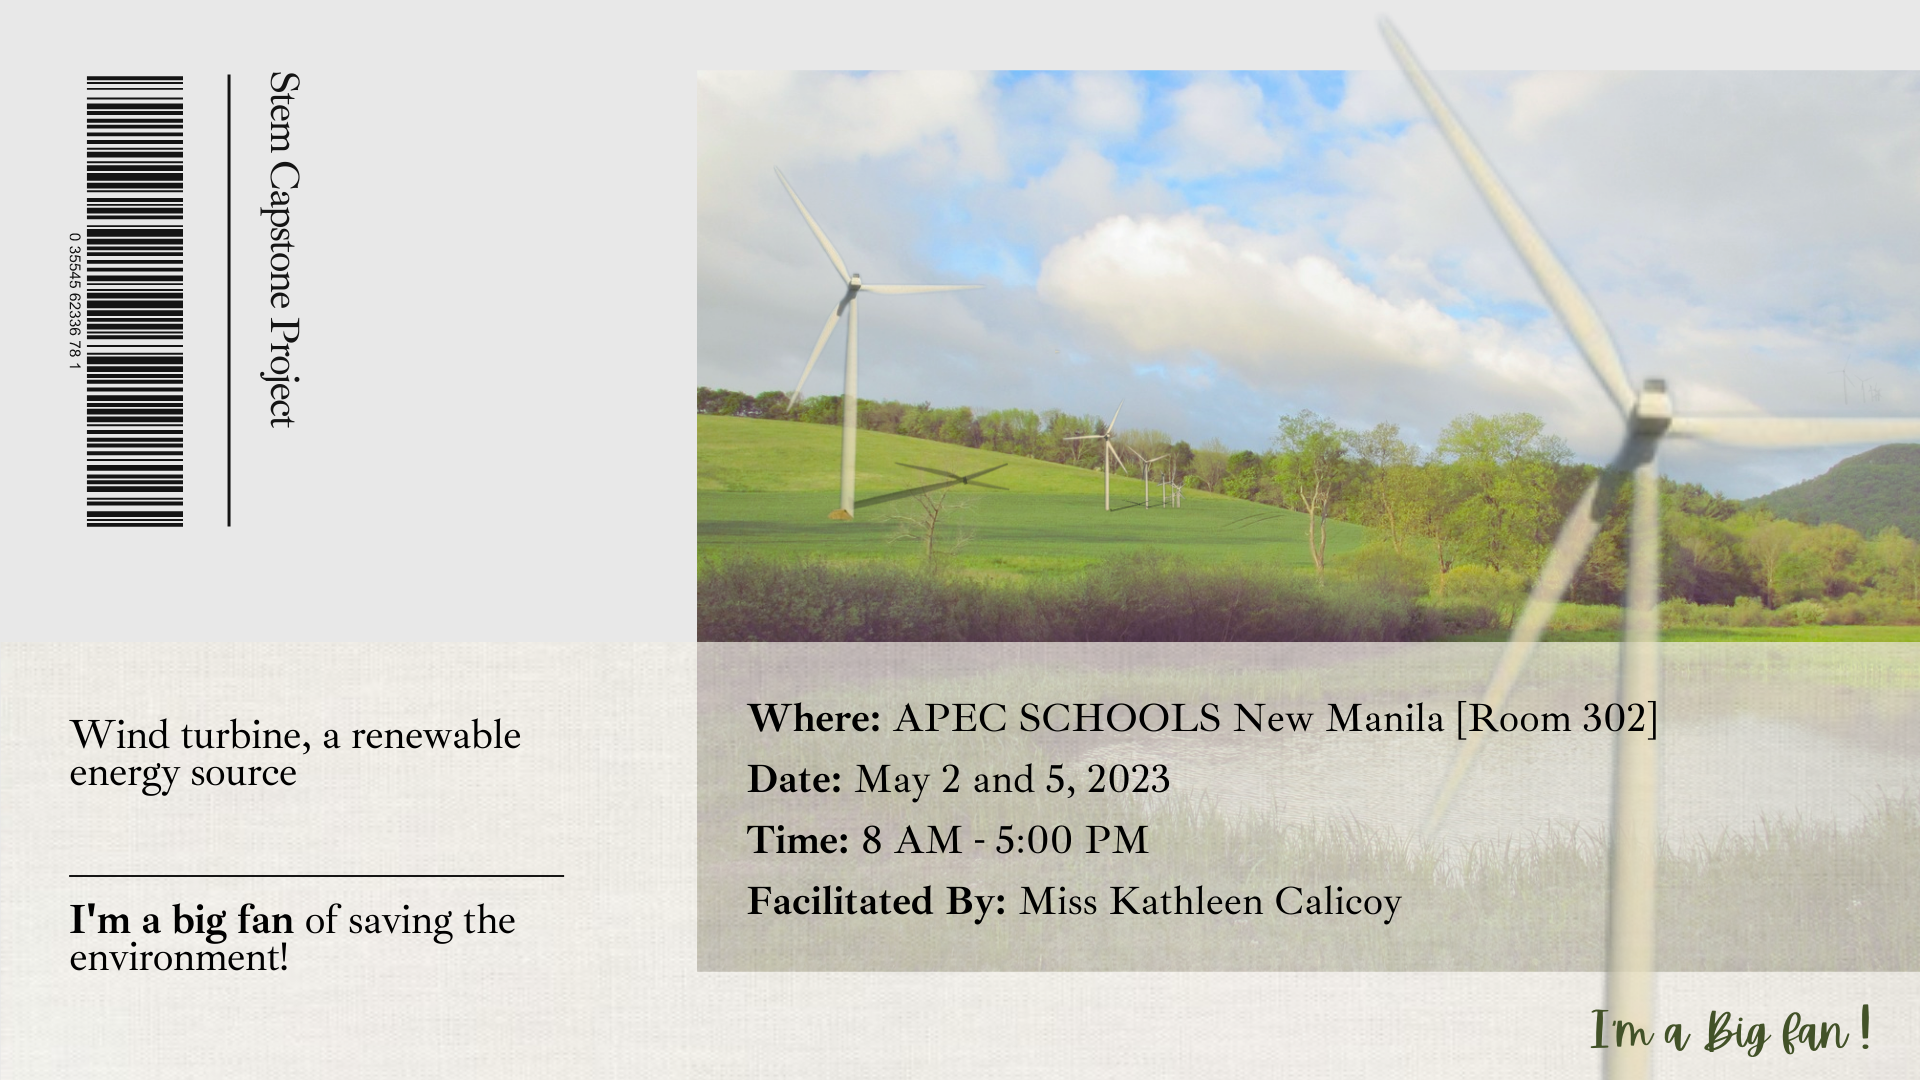 0 35545 62336 78 1
Stem Capstone Project
Wind turbine, a renewable
energy source
I'm a big fan of saving the
environment!
Where: APEC SCHOOLS New Manila [Room 302]
Date: May 2 and 5, 2023
Time: 8 AM - 5:00 PM
Facilitated By: Miss Kathleen Calicoy
I'm a Big fan !